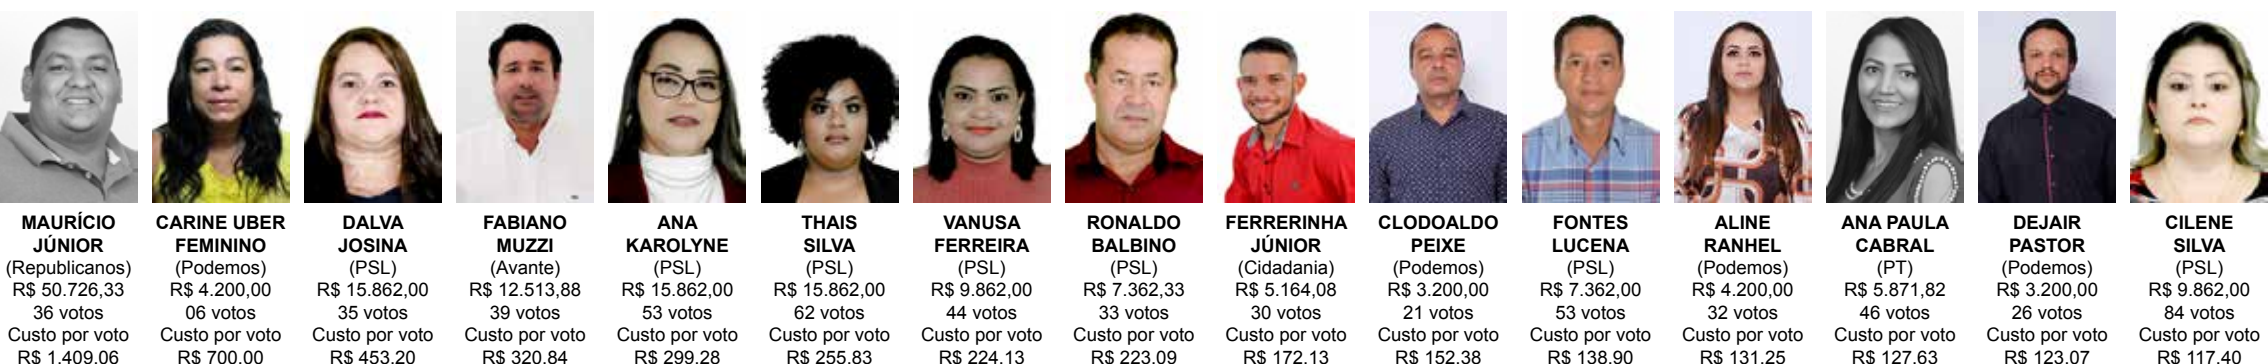 MAURÍCIO
JÚNIOR
(Republicanos)
R$ 50.726,33
36 votos
Custo por voto
R$ 1.409,06
CARINE UBER
FEMININO
(Podemos)
R$ 4.200,00
06 votos
Custo por voto
R$ 700,00
DALVA
JOSINA
(PSL)
R$ 15.862,00
35 votos
Custo por voto
R$ 453,20
FABIANO
MUZZI
(Avante)
R$ 12.513,88
39 votos
Custo por voto
R$ 320,84
ANA
KAROLYNE
(PSL)
R$ 15.862,00
53 votos
Custo por voto
R$ 299,28
THAIS
SILVA
(PSL)
R$ 15.862,00
62 votos
Custo por voto
R$ 255,83
VANUSA
FERREIRA
(PSL)
R$ 9.862,00
44 votos
Custo por voto
R$ 224,13
RONALDO
BALBINO
(PSL)
R$ 7.362,33
33 votos
Custo por voto
R$ 223,09
FERRERINHA
JÚNIOR
(Cidadania)
R$ 5.164,08
30 votos
Custo por voto
R$ 172,13
CLODOALDO
PEIXE
(Podemos)
R$ 3.200,00
21 votos
Custo por voto
R$ 152,38
FONTES
LUCENA
(PSL)
R$ 7.362,00
53 votos
Custo por voto
R$ 138,90
ALINE
RANHEL
(Podemos)
R$ 4.200,00
32 votos
Custo por voto
R$ 131,25
ANA PAULA
CABRAL
(PT)
R$ 5.871,82
46 votos
Custo por voto
R$ 127,63
DEJAIR
PASTOR
(Podemos)
R$ 3.200,00
26 votos
Custo por voto
R$ 123,07
CILENE
SILVA
(PSL)
R$ 9.862,00
84 votos
Custo por voto
R$ 117,40